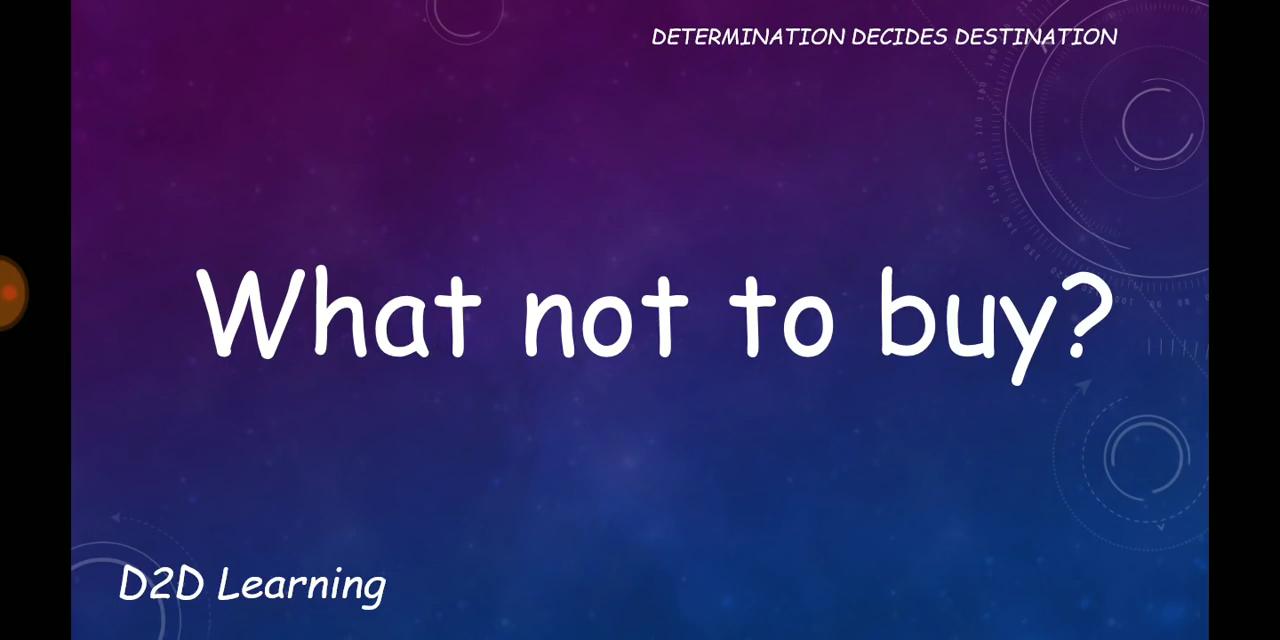 DETERMINATION DECIDES DESTINATION
What not to buy?
D2D Learning